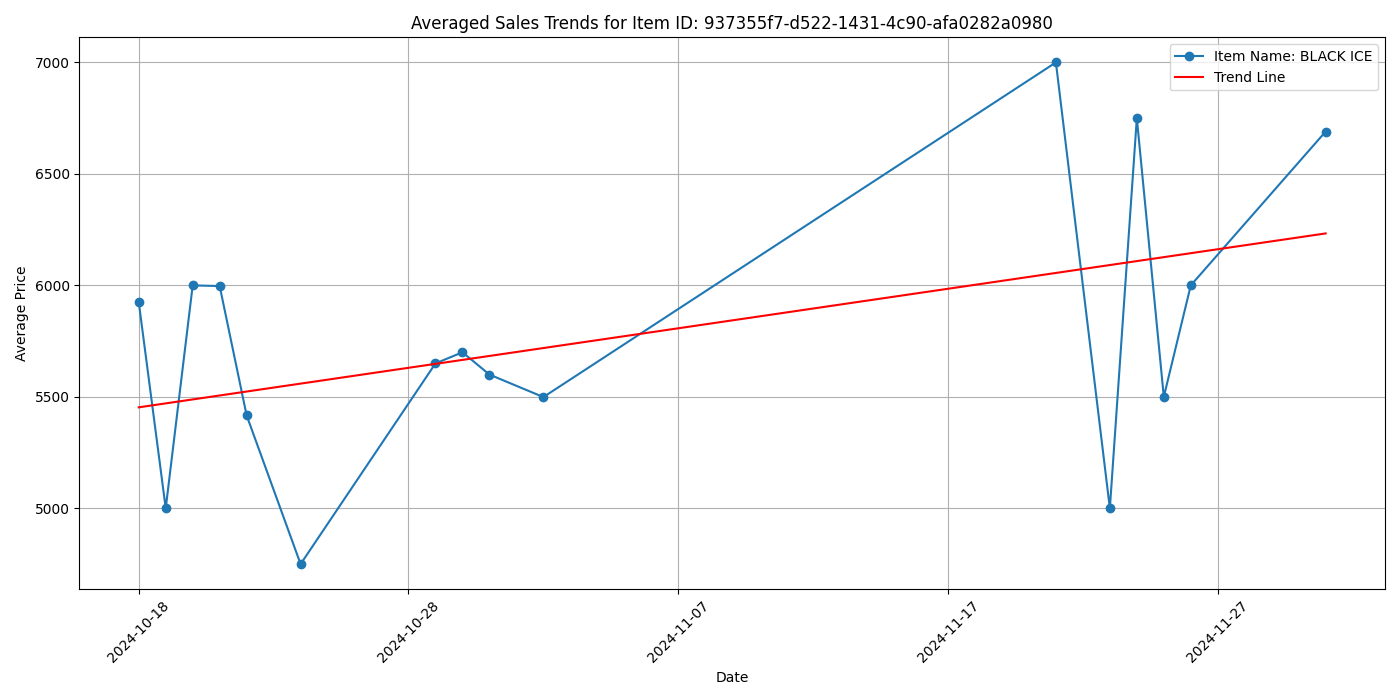 Averaged Sales Trends for Item ID: 937355f7-d522-1431-4c90-afa0282a0980
Item Name: BLACK ICE
Trend Line
Average Price
7000
6500
6000
5500
5000
2024-10-18
2024-10-28
2024-11-07
2024-11-17
2024-11-27
Date